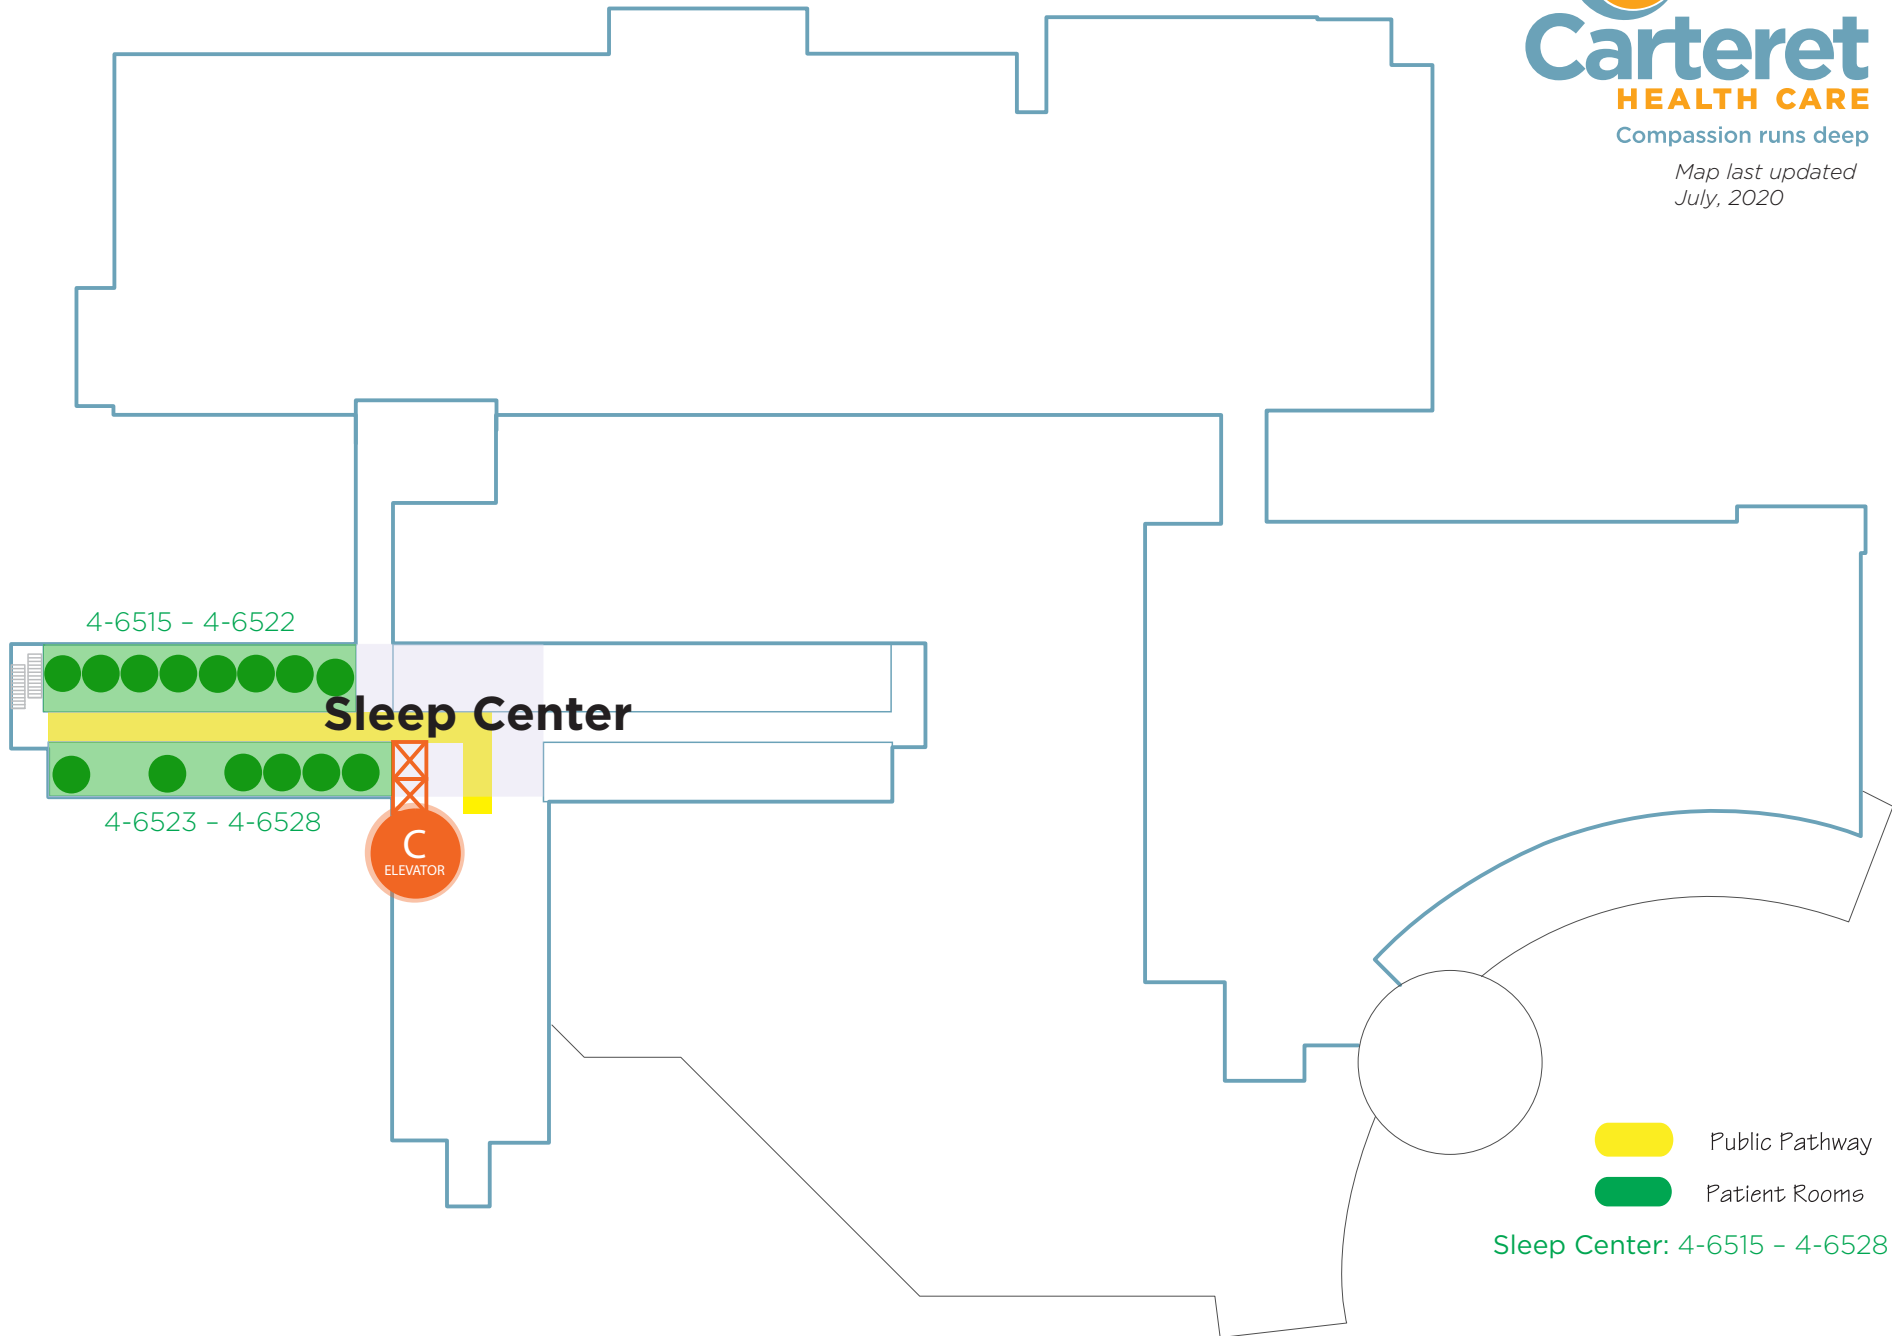 Carteret
HEALTH CARE
Compassion runs deep
Map last updated
July, 2020
4-6515 – 4-6522
Sleep Center
4-6523 – 4-6528
C
ELEVATOR
Public Pathway
Patient Rooms
Sleep Center: 4-6515 – 4-6528